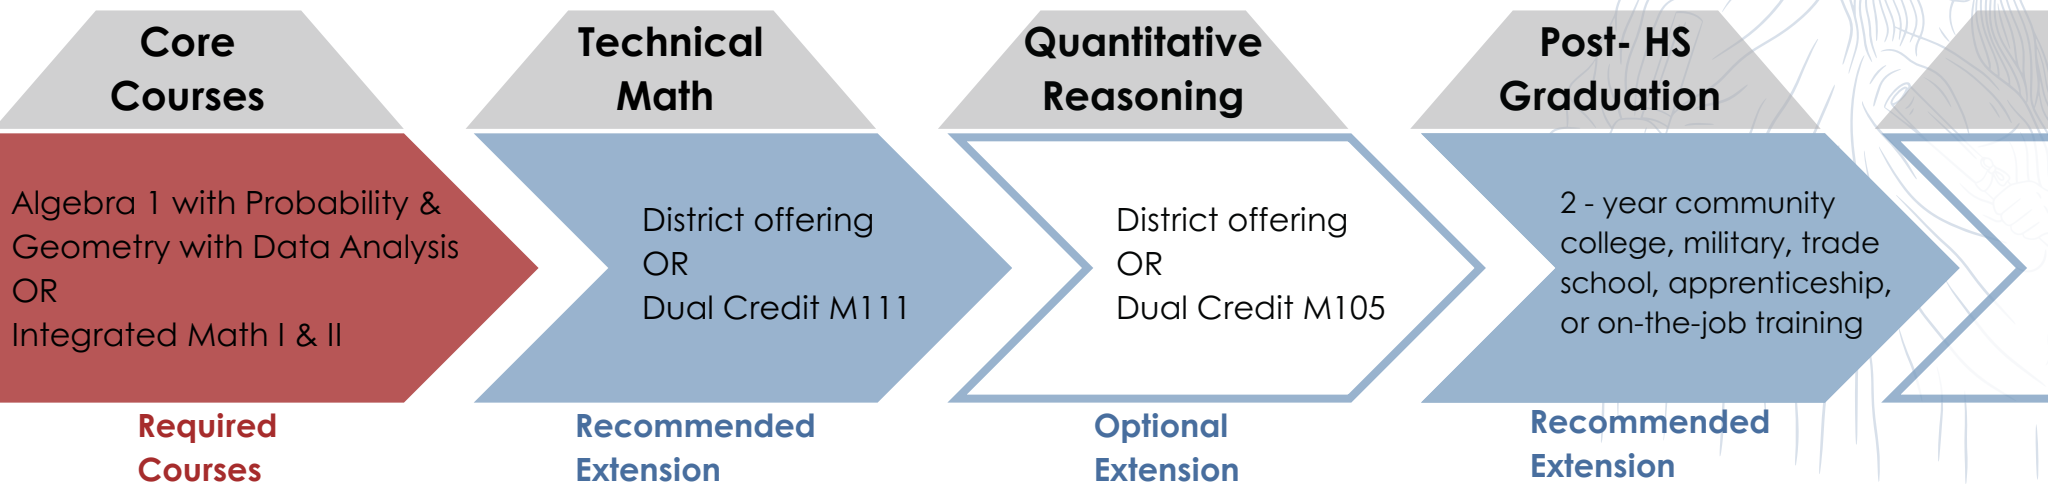 Core
Courses
Algebra 1 with Probability &
Geometry with Data Analysis
OR
Integrated Math I & II
Required
Courses
Technical
Math
District offering
OR
Dual Credit M111
Recommended
Extension
Quantitative
Reasoning
District offering
OR
Dual Credit M105
Optional
Extension
Post- HS
Graduation
2 - year community
college, military, trade
school, apprenticeship,
or on-the-job training
Recommended
Extension